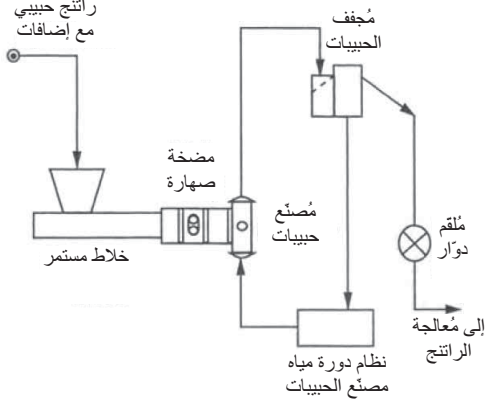 راتنج حبيبي
مع إضافات
مُجفف
الحبيبات
مضخة
صهارة
مُصنّع
حبيبات
مُلقّم
دوّار
خلاط مستمر
إلى مُعالجة
الراتنج
نظام دورة مياه
مصنّع الحبيبات